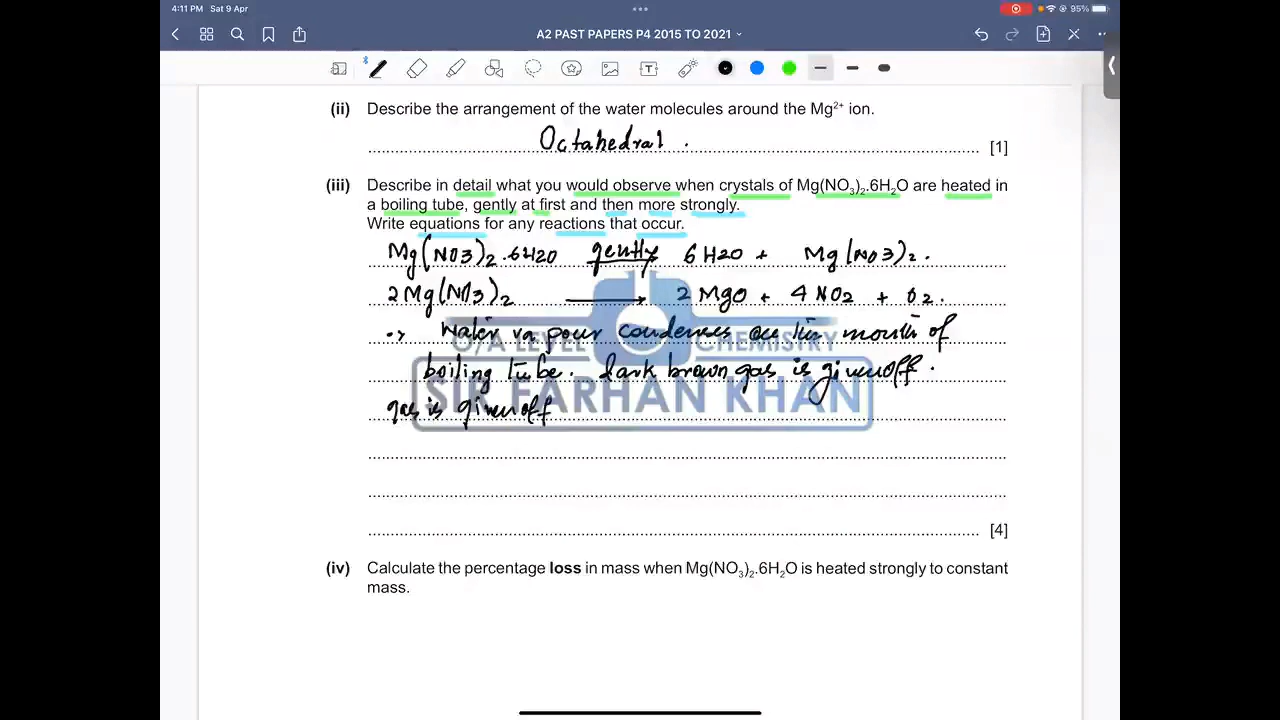 4:11 PM Sat 9 Apr
95%
A2 PAST PAPERS P4 2015 TO 2021
(ii) Describe the arrangement of the water molecules around the Mg²⁺ ion.
Octahedral. [1]
(iii) Describe in detail what you would observe when crystals of Mg(NO₃)₂.6H₂O are heated in
a boiling tube, gently at first and then more strongly.
Write equations for any reactions that occur.
Mg(NO3)2.6H2O gently 6H2O + Mg(NO3)2.
2Mg(NO3)2 → 2MgO + 4NO2 + O2.
Water vapour condenses on the mouth of
boiling tube. Dark brown gas is given off.
gas is given off
O/A LEVEL CHEMISTRY
SIR FARHAN KHAN
[4]
(iv) Calculate the percentage loss in mass when Mg(NO₃)₂.6H₂O is heated strongly to constant
mass.